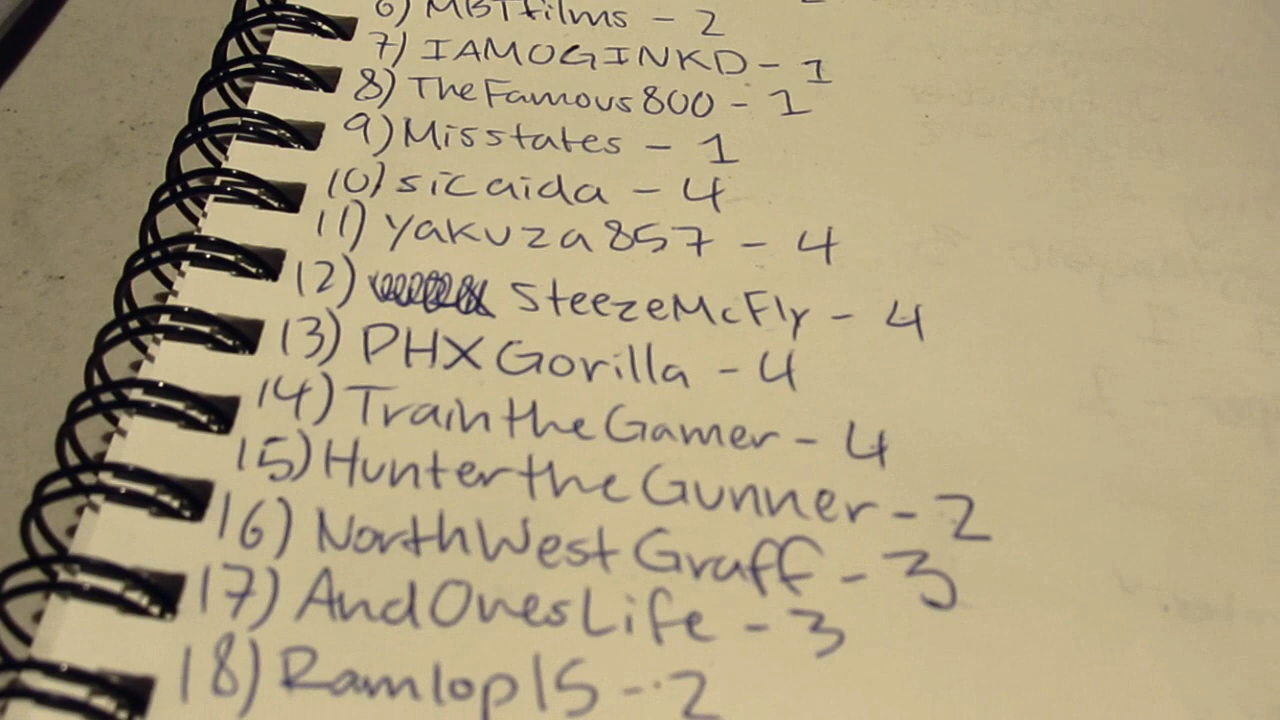 6) MBTfilms - 2
7) IAMOGINKD - 1
8) TheFamous800 - 1
9) Misstates - 1
10) sicaida - 4
11) Yakuza857 - 4
12) SteezeMcFly - 4
13) PHXGorilla - 4
14) TraintheGamer - 4
15) HuntertheGunner - 2
16) NorthWestGraff - 3
17) AndOnesLife - 3
18) Ramlop15 - 2